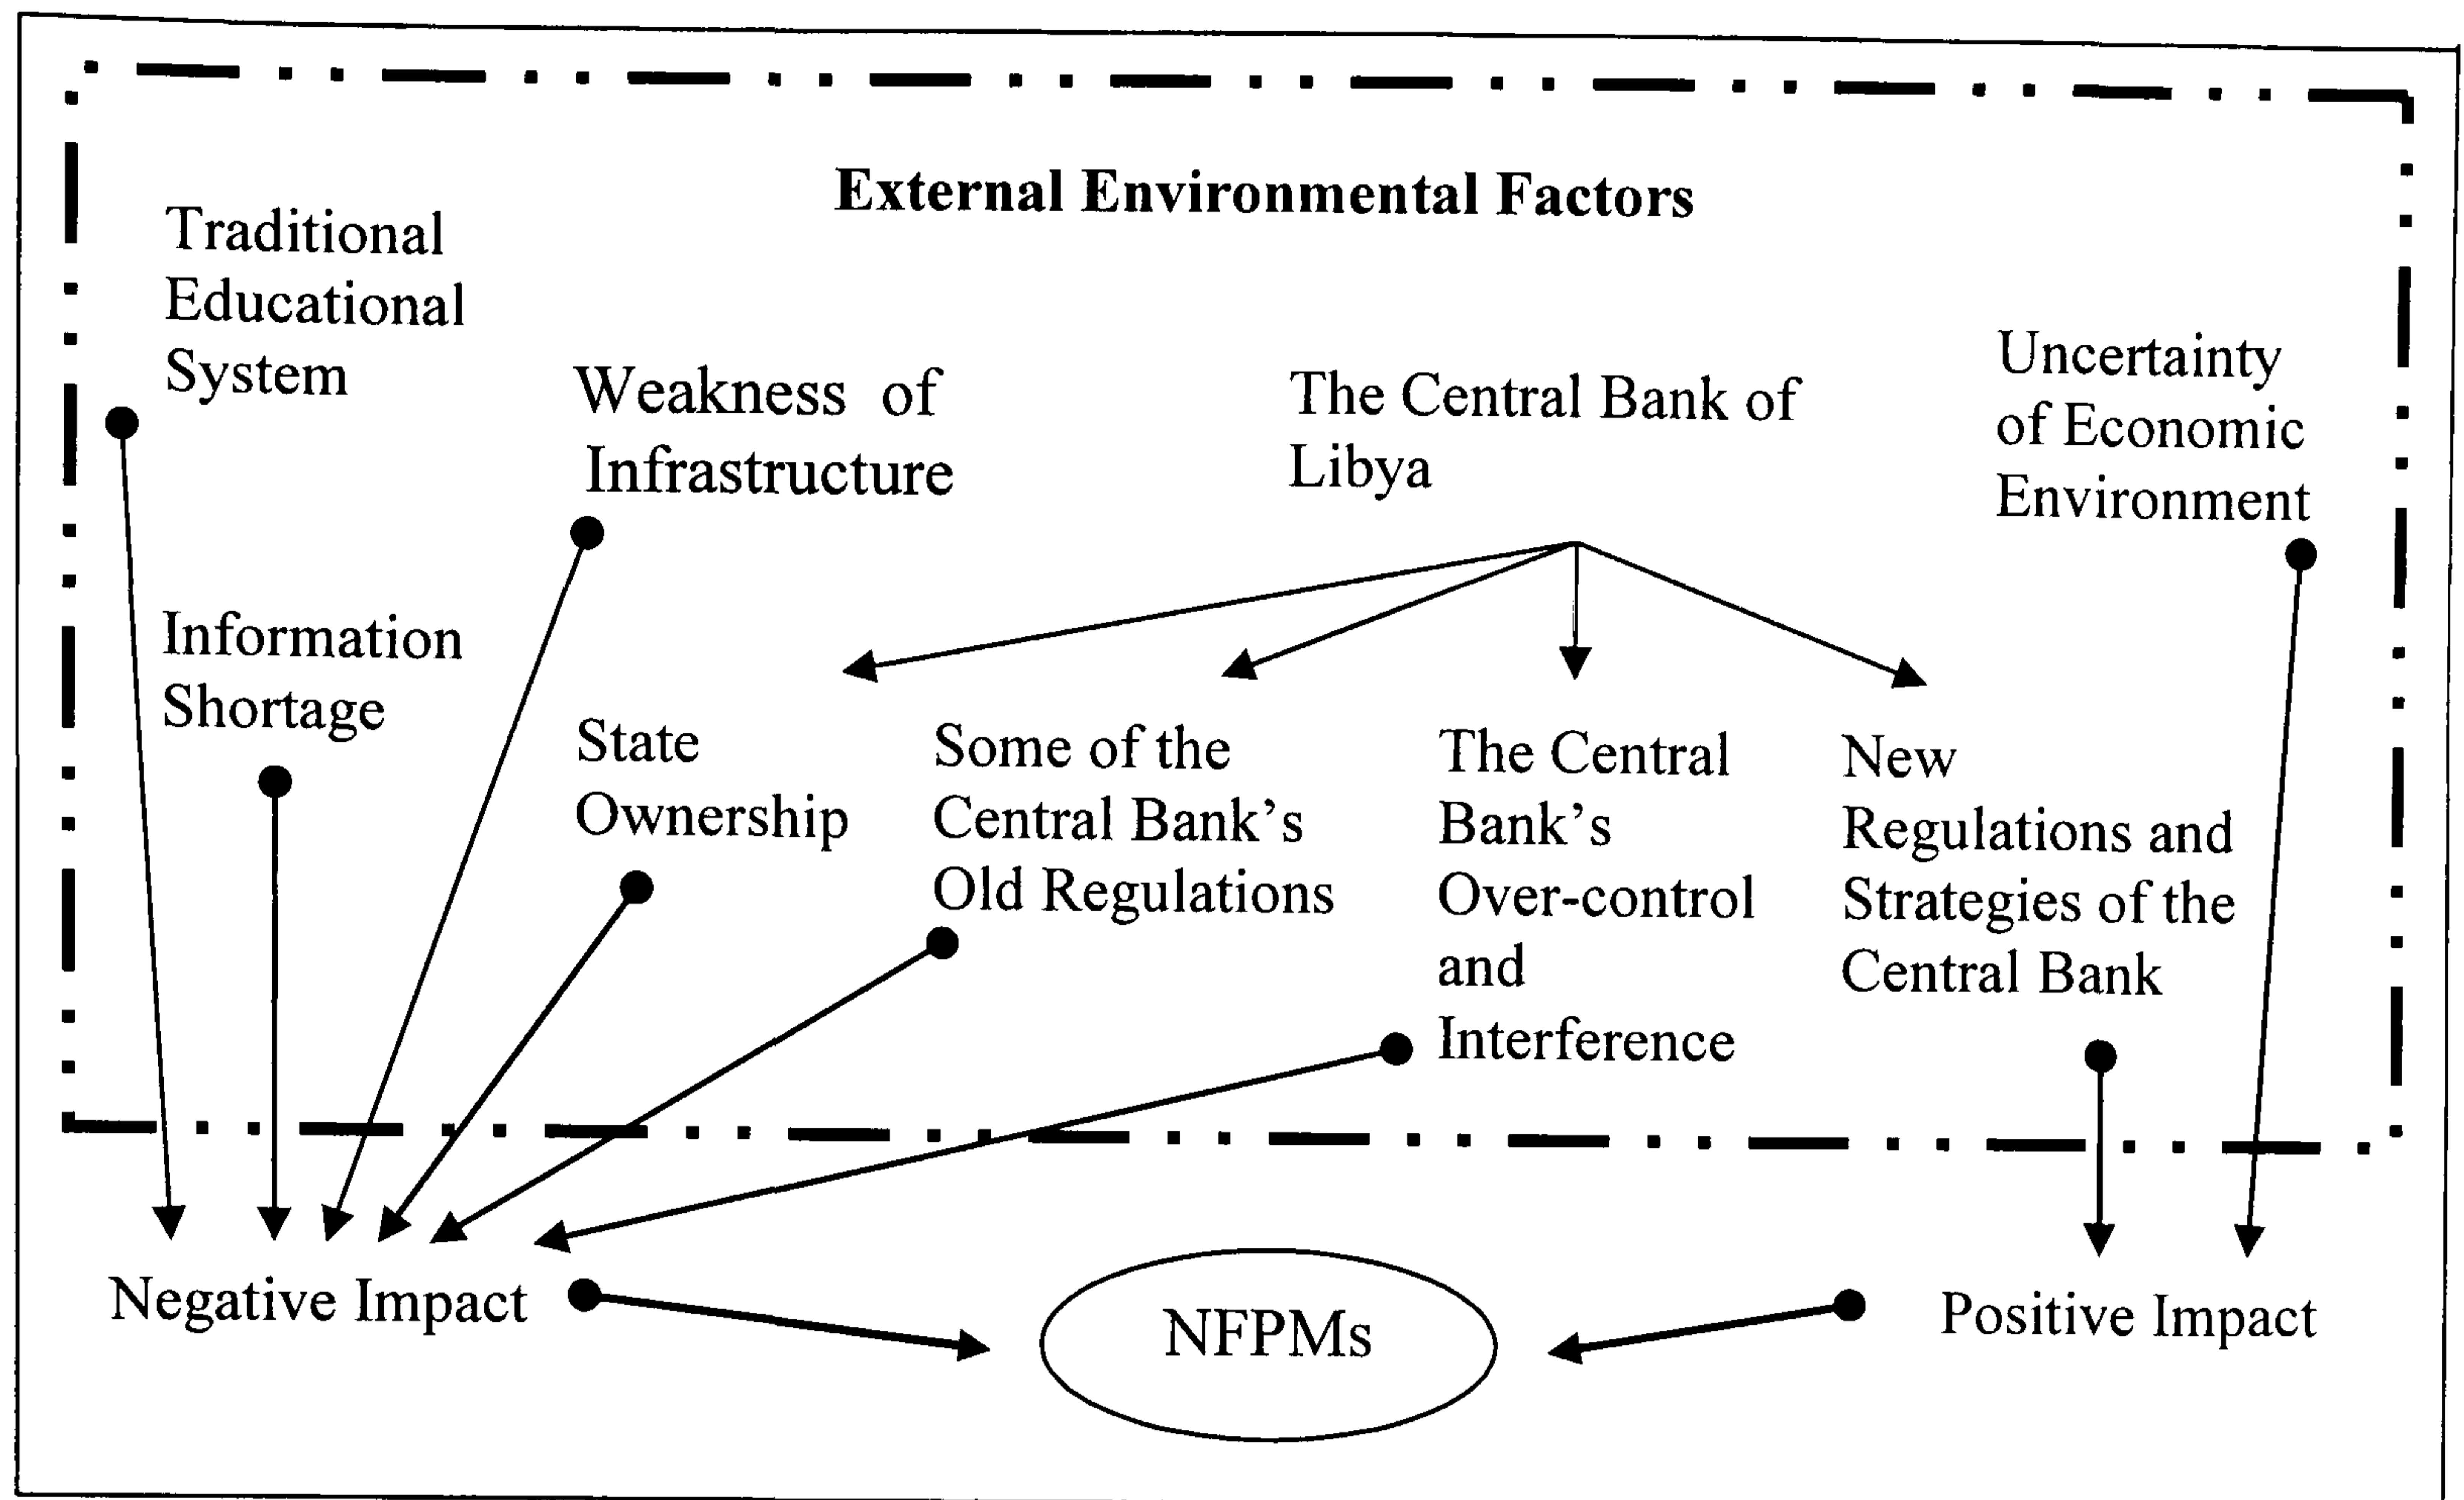 External Environmental Factors
Traditional
Educational
System
Weakness of
Infrastructure
The Central Bank of
Libya
Uncertainty
of Economic
Environment
Information
Shortage
State
Ownership
Some of the
Central Bank's
Old Regulations
The Central
Bank's
Over-control
and
Interference
New
Regulations and
Strategies of the
Central Bank
Negative Impact
NFPMs
Positive Impact